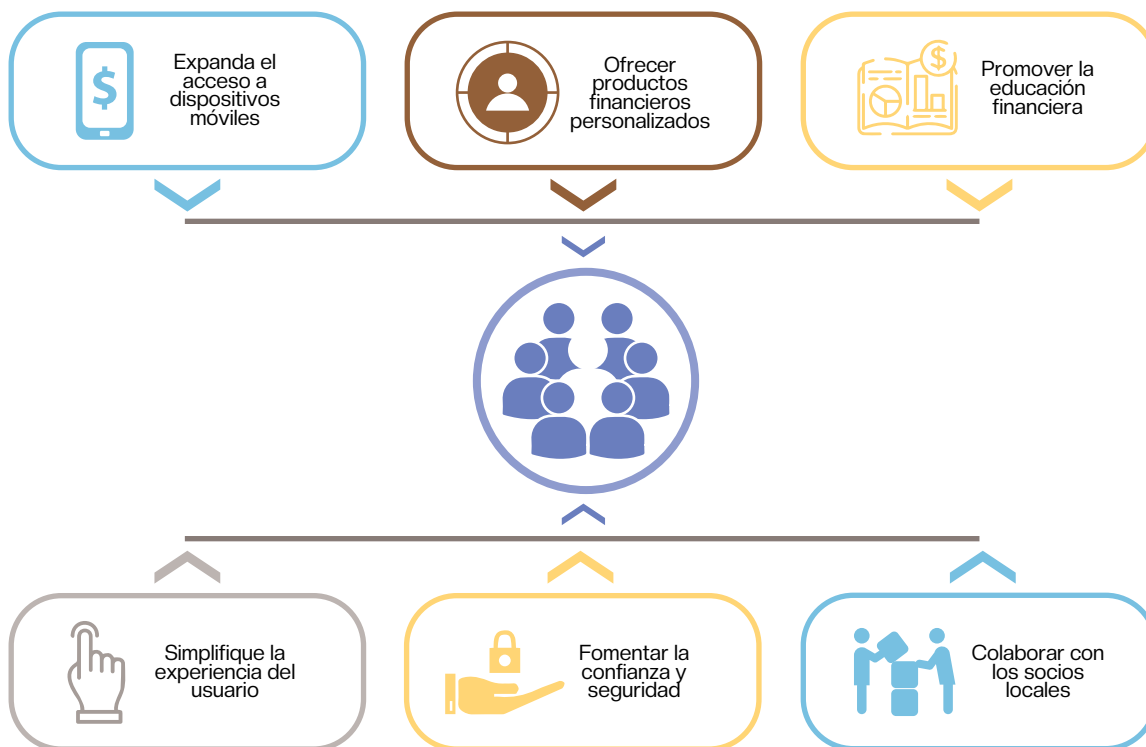 Expanda el
acceso a
dispositivos
móviles
Ofrecer
productos
financieros
personalizados
Promover la
educación
financiera
Simplifique la
experiencia del
usuario
Fomentar la
confianza y
seguridad
Colaborar con
los socios
locales